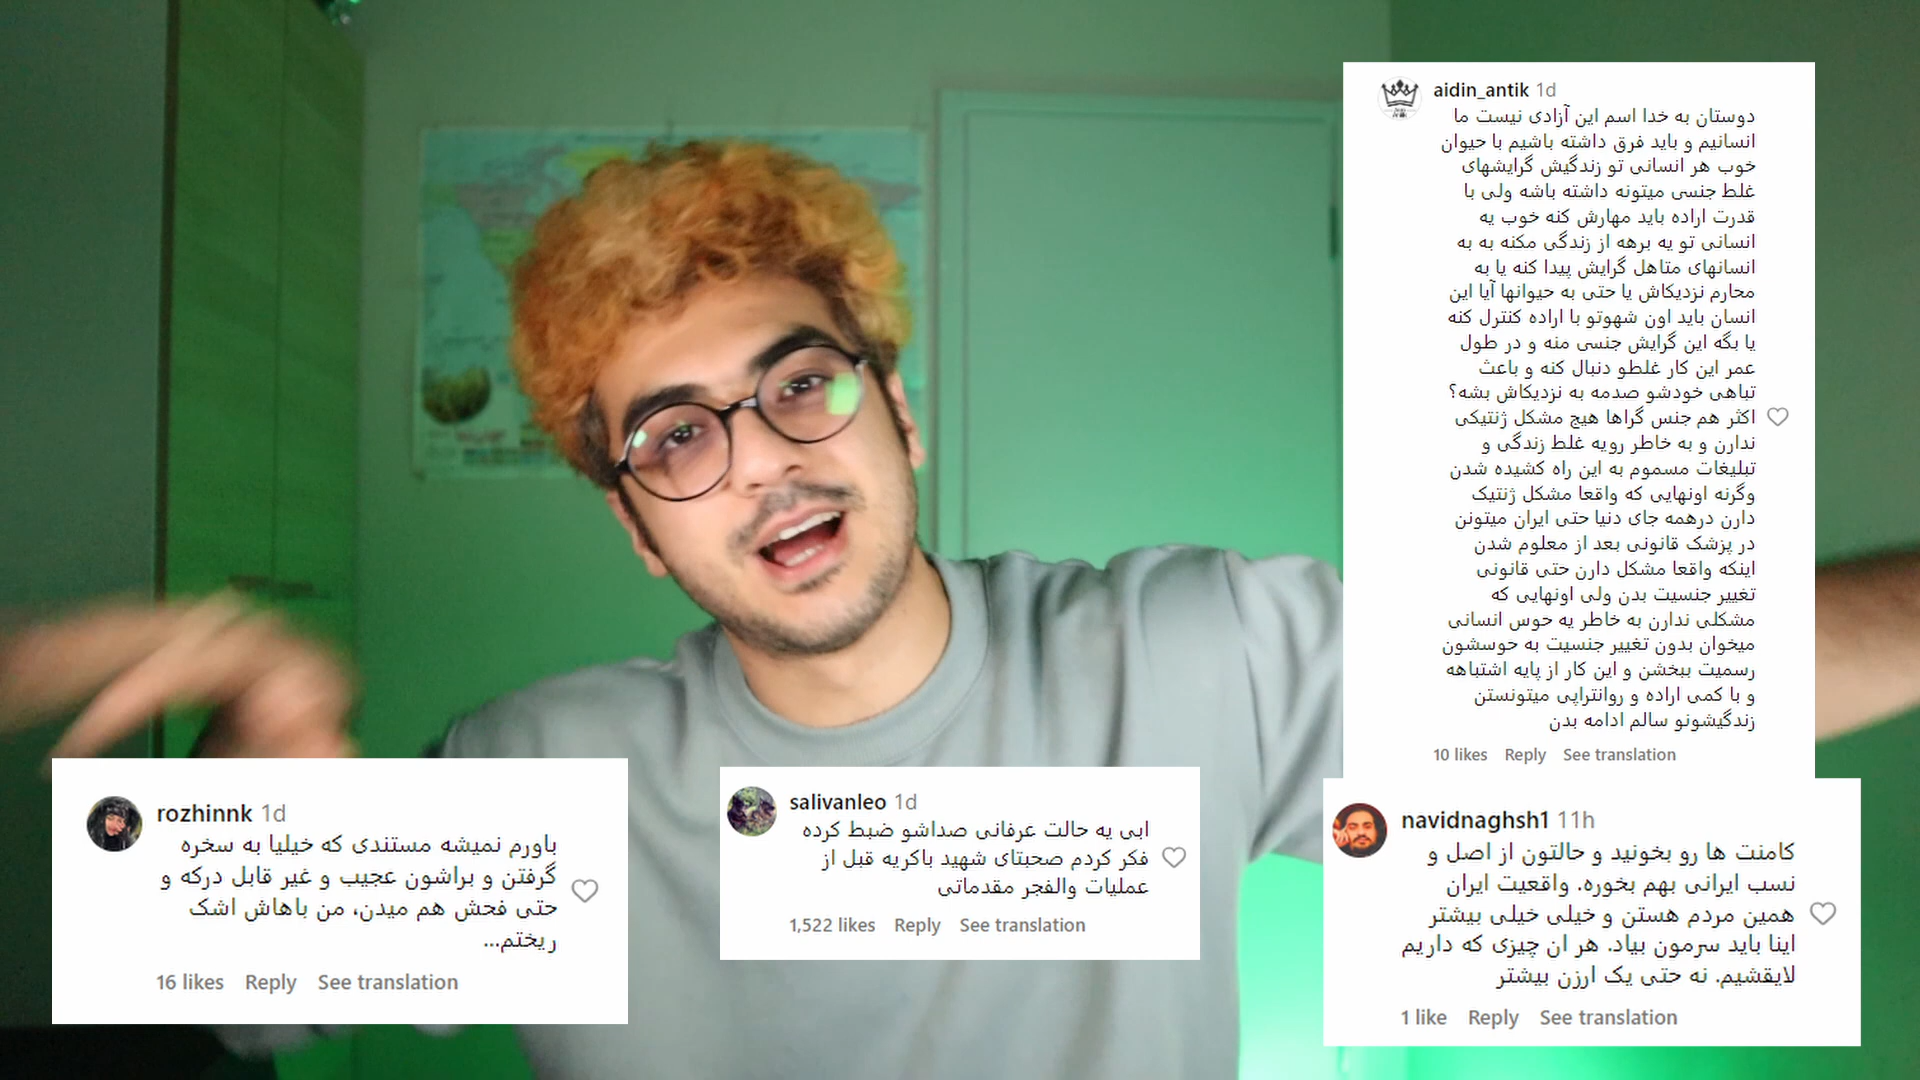 aidin_antik 1d
دوستان به خدا اسم این آزادی نیست ما
انسانیم و باید فرق داشته باشیم با حیوان
خوب هر انسانی تو زندگیش گرایشهای
غلط جنسی میتونه داشته باشه ولی با
قدرت اراده باید مهارش کنه خوب یه
انسانی تو یه برهه از زندگی مکنه به به
انسانهای متاهل گرایش پیدا کنه یا به
محارم نزدیکاش یا حتی به حیوانها آیا این
انسان باید اون شهوتو با اراده کنترل کنه
یا بگه این گرایش جنسی منه و در طول
عمر این کار غلطو دنبال کنه و باعث
تباهی خودشو صدمه به نزدیکاش بشه؟
اکثر هم جنس گراها هیچ مشکل ژنتیکی
ندارن و به خاطر رویه غلط زندگی و
تبلیغات مسموم به این راه کشیده شدن
وگرنه اونهایی که واقعا مشکل ژنتیک
دارن درهمه جای دنیا حتی ایران میتونن
در پزشک قانونی بعد از معلوم شدن
اینکه واقعا مشکل دارن حتی قانونی
تغییر جنسیت بدن ولی اونهایی که
مشکلی ندارن به خاطر یه حوس انسانی
میخوان بدون تغییر جنسیت به حوسشون
رسمیت ببخشن و این کار از پایه اشتباهه
و با کمی اراده و روانتراپی میتونستن
زندگیشونو سالم ادامه بدن
10 likes Reply See translation
rozhinnk 1d
باورم نمیشه مستندی که خیلیا به سخره
گرفتن و براشون عجیب و غیر قابل درکه و
حتی فحش هم میدن، من باهاش اشک
ریختم...
16 likes Reply See translation
salivanleo 1d
ابی یه حالت عرفانی صداشو ضبط کرده
فکر کردم صحبتای شهید باکریه قبل از
عملیات والفجر مقدماتی
1,522 likes Reply See translation
navidnaghsh1 11h
کامنت ها رو بخونید و حالتون از اصل و
نسب ایرانی بهم بخوره. واقعیت ایران
همین مردم هستن و خیلی خیلی بیشتر
اینا باید سرمون بیاد. هر ان چیزی که داریم
لایقشیم. نه حتی یک ارزن بیشتر
1 like Reply See translation